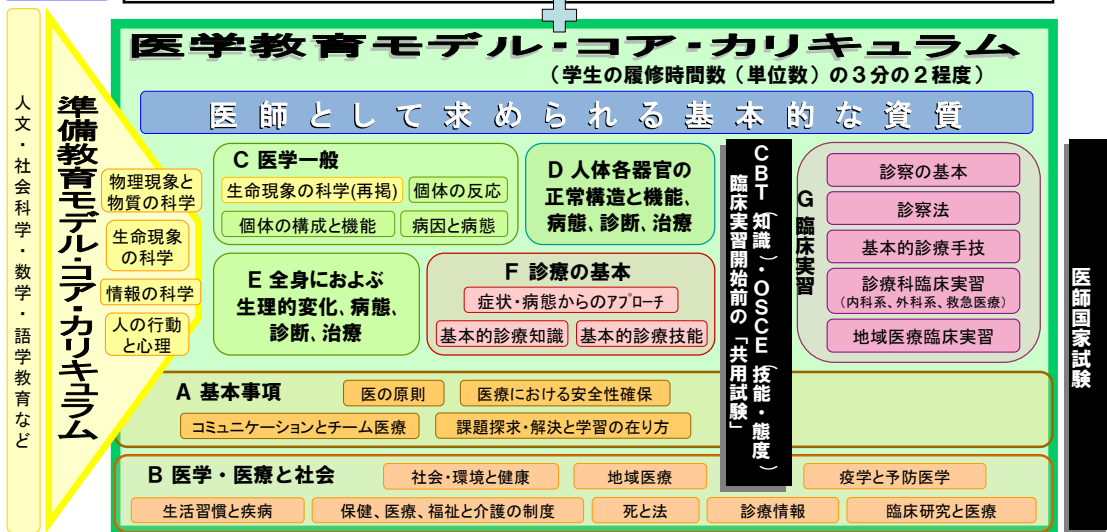 医学教育モデル・コア・カリキュラム
（学生の履修時間数（単位数）の３分の２程度）
医師として求められる基本的な資質
人文・社会科学・数学・語学教育など
準備教育モデル・コア・カリキュラム
物理現象と
物質の科学
生命現象
の科学
情報の科学
人の行動
と心理
C 医学一般
生命現象の科学(再掲)
個体の反応
個体の構成と機能
病因と病態
D 人体各器官の
正常構造と機能、
病態、診断、治療
E 全身におよぶ
生理的変化、病態、
診断、治療
F 診療の基本
症状・病態からのアプローチ
基本的診療知識
基本的診療技能
CBT（知識）・OSCE（技能・態度）
臨床実習開始前の「共用試験」
G 臨床実習
診察の基本
診察法
基本的診療手技
診療科臨床実習
（内科系、外科系、救急医療）
地域医療臨床実習
医師国家試験
A 基本事項
医の原則
医療における安全性確保
コミュニケーションとチーム医療
課題探求・解決と学習の在り方
B 医学・医療と社会
社会・環境と健康
地域医療
疫学と予防医学
生活習慣と疾病
保健、医療、福祉と介護の制度
死と法
診療情報
臨床研究と医療